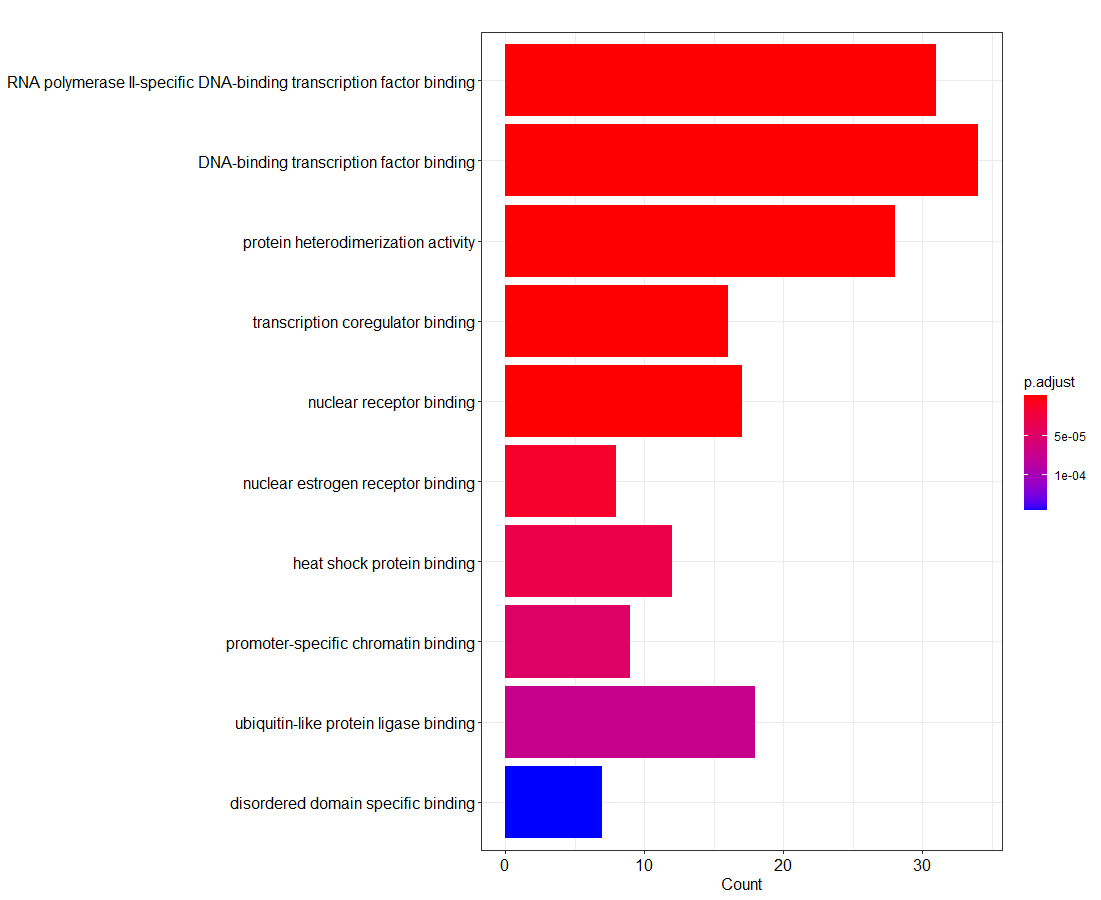 RNA polymerase II-specific DNA-binding transcription factor binding
DNA-binding transcription factor binding
protein heterodimerization activity
transcription coregulator binding
nuclear receptor binding
nuclear estrogen receptor binding
heat shock protein binding
promoter-specific chromatin binding
ubiquitin-like protein ligase binding
disordered domain specific binding
0 10 20 30
Count
p.adjust
5e-05
1e-04